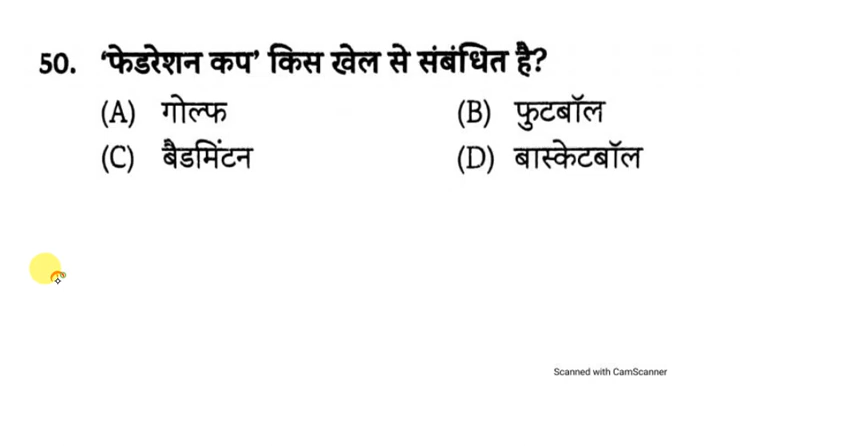 50. ‘फेडरेशन कप’ किस खेल से संबंधित है?
(A) गोल्फ (B) फुटबॉल
(C) बैडमिंटन (D) बास्केटबॉल
Scanned with CamScanner